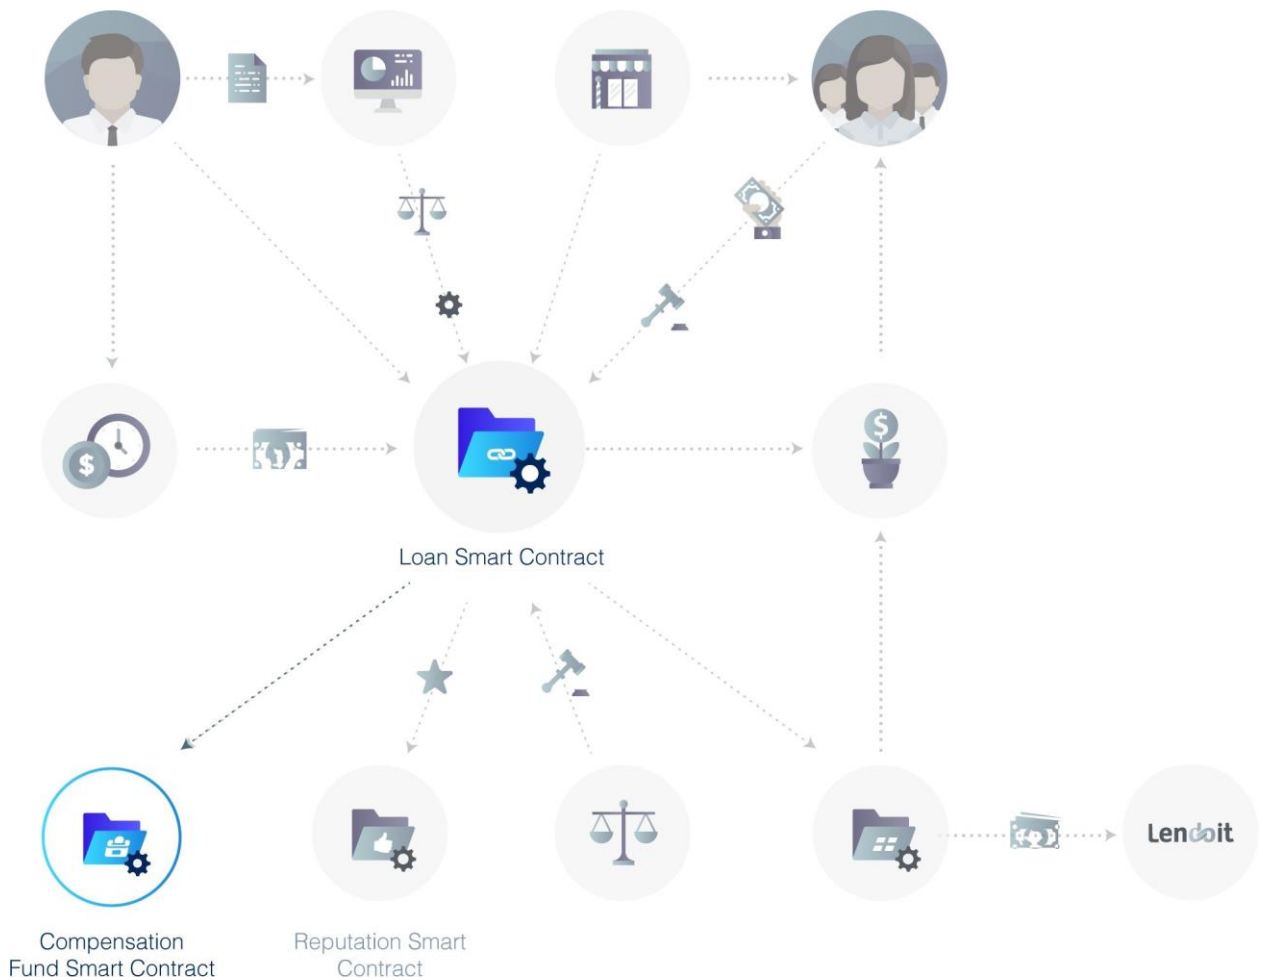 Loan Smart Contract
Lendoit
Compensation
Fund Smart Contract
Reputation Smart
Contract